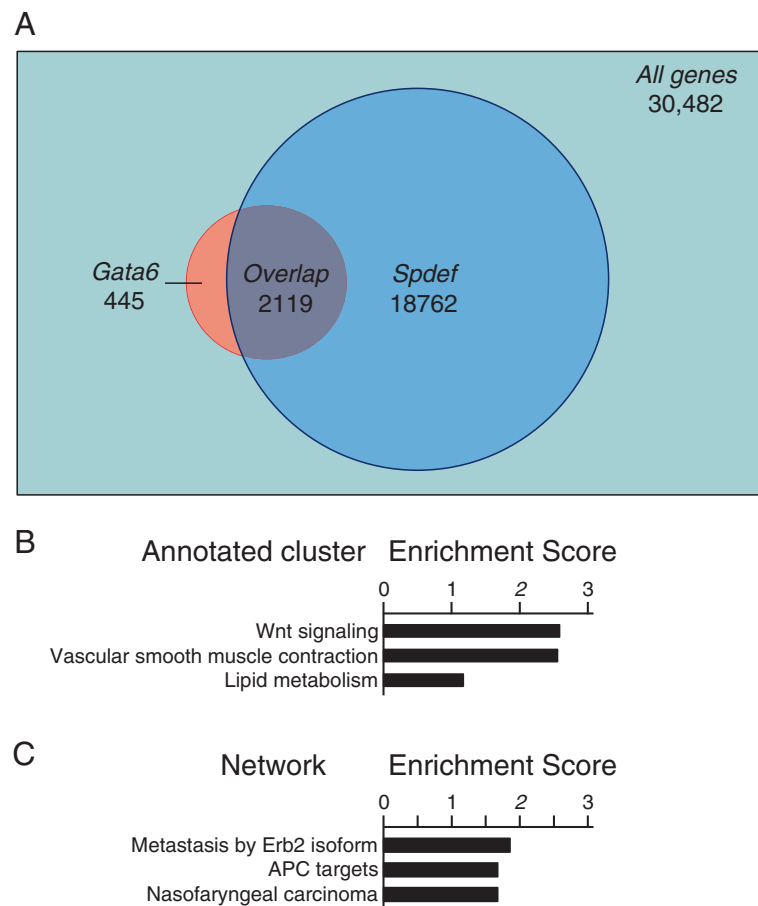 A
All genes
30,482
Gata6
445
Overlap
2119
Spdef
18762
B
Annotated cluster Enrichment Score
0 1 2 3
Wnt signaling
Vascular smooth muscle contraction
Lipid metabolism
C
Network Enrichment Score
0 1 2 3
Metastasis by Erb2 isoform
APC targets
Nasofaryngeal carcinoma